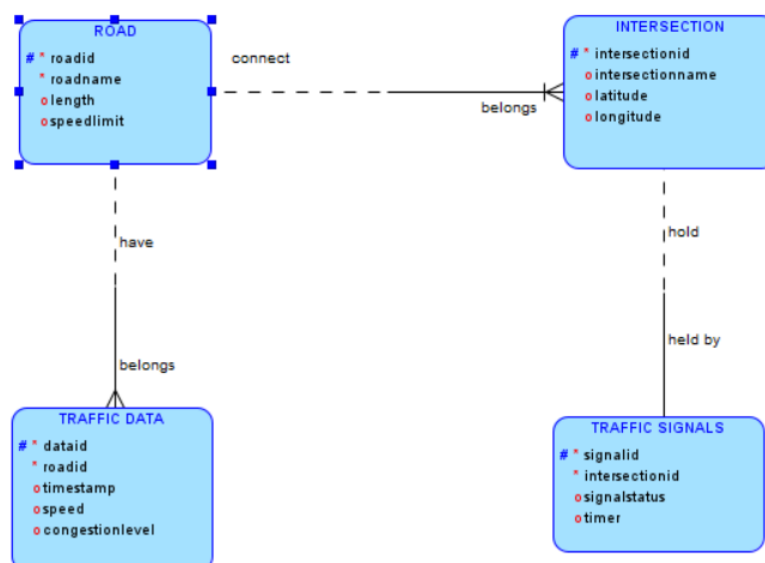 ROAD
# * roadid
* roadname
o length
o speedlimit
connect
belongs
INTERSECTION
# * intersectionid
o intersectionname
o latitude
o longitude
have
belongs
hold
held by
TRAFFIC DATA
# * dataid
* roadid
o timestamp
o speed
o congestionlevel
TRAFFIC SIGNALS
# * signalid
* intersectionid
o signalstatus
o timer